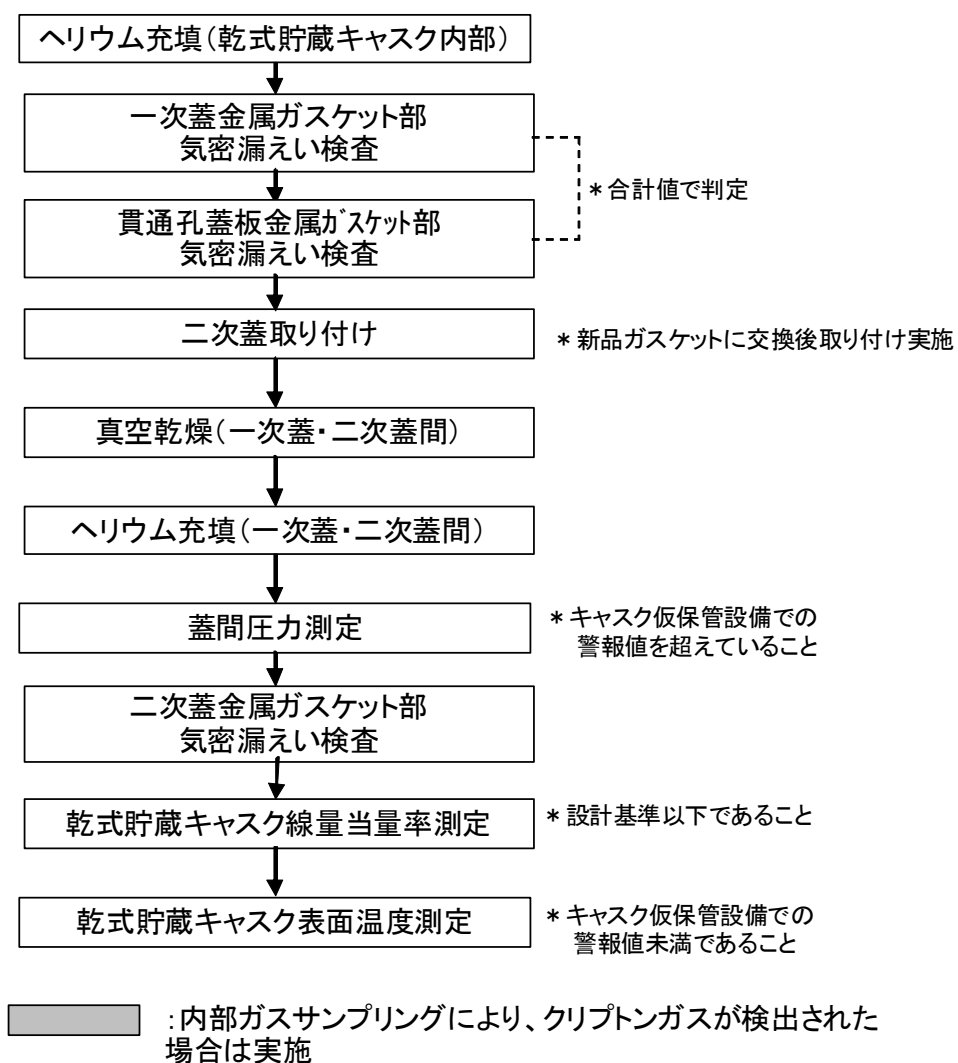 ヘリウム充填（乾式貯蔵キャスク内部）
一次蓋金属ガスケット部
気密漏えい検査
＊合計値で判定
貫通孔蓋板金属ガスケット部
気密漏えい検査
二次蓋取り付け
＊新品ガスケットに交換後取り付け実施
真空乾燥（一次蓋・二次蓋間）
ヘリウム充填（一次蓋・二次蓋間）
蓋間圧力測定
＊キャスク仮保管設備での
警報値を超えていること
二次蓋金属ガスケット部
気密漏えい検査
乾式貯蔵キャスク線量当量率測定
＊設計基準以下であること
乾式貯蔵キャスク表面温度測定
＊キャスク仮保管設備での
警報値未満であること
：内部ガスサンプリングにより、クリプトンガスが検出された
場合は実施